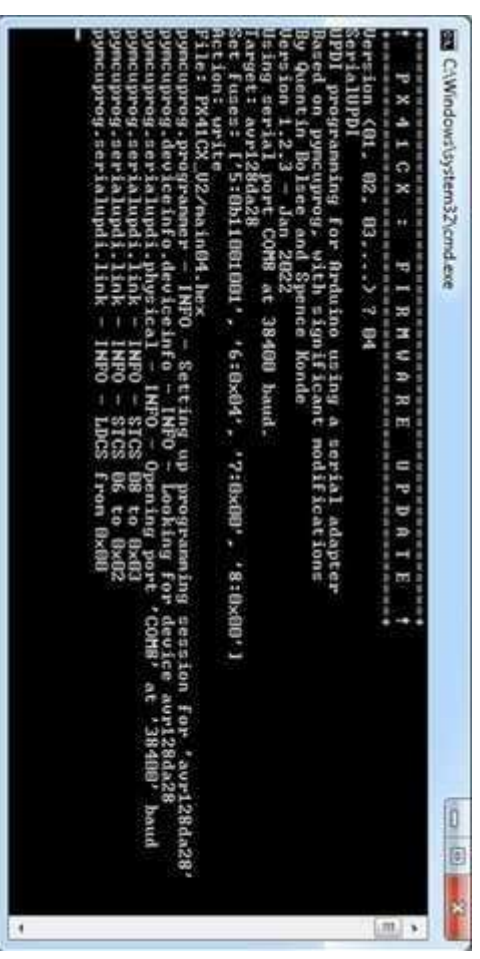 C:\Windows\system32\cmd.exe
****************************************
! P X 4 1 C X : F I R M W A R E U P D A T E !
****************************************
Version (01, 02, 03,...) ? 04
SerialUPDI
UPDI programming for Arduino using a serial adapter
Based on pymcuprog, with significant modifications
By Quentin Bolsee and Spence Konde
Version 1.2.3 - Jan 2022
Using serial port COM8 at 38400 baud.
Target: avr128da28
Set fuses: ['5:0b11001001', '6:0x04', '7:0x00', '8:0x00']
Action: write
File: PX41CX_U2/main04.hex
pymcuprog.programmer - INFO - Setting up programming session for 'avr128da28'
pymcuprog.deviceinfo.deviceinfo - INFO - Looking for device avr128da28
pymcuprog.serialupdi.physical - INFO - Opening port 'COM8' at '38400' baud
pymcuprog.serialupdi.link - INFO - STCS 08 to 0x03
pymcuprog.serialupdi.link - INFO - STCS 06 to 0x02
pymcuprog.serialupdi.link - INFO - LDCS from 0x00